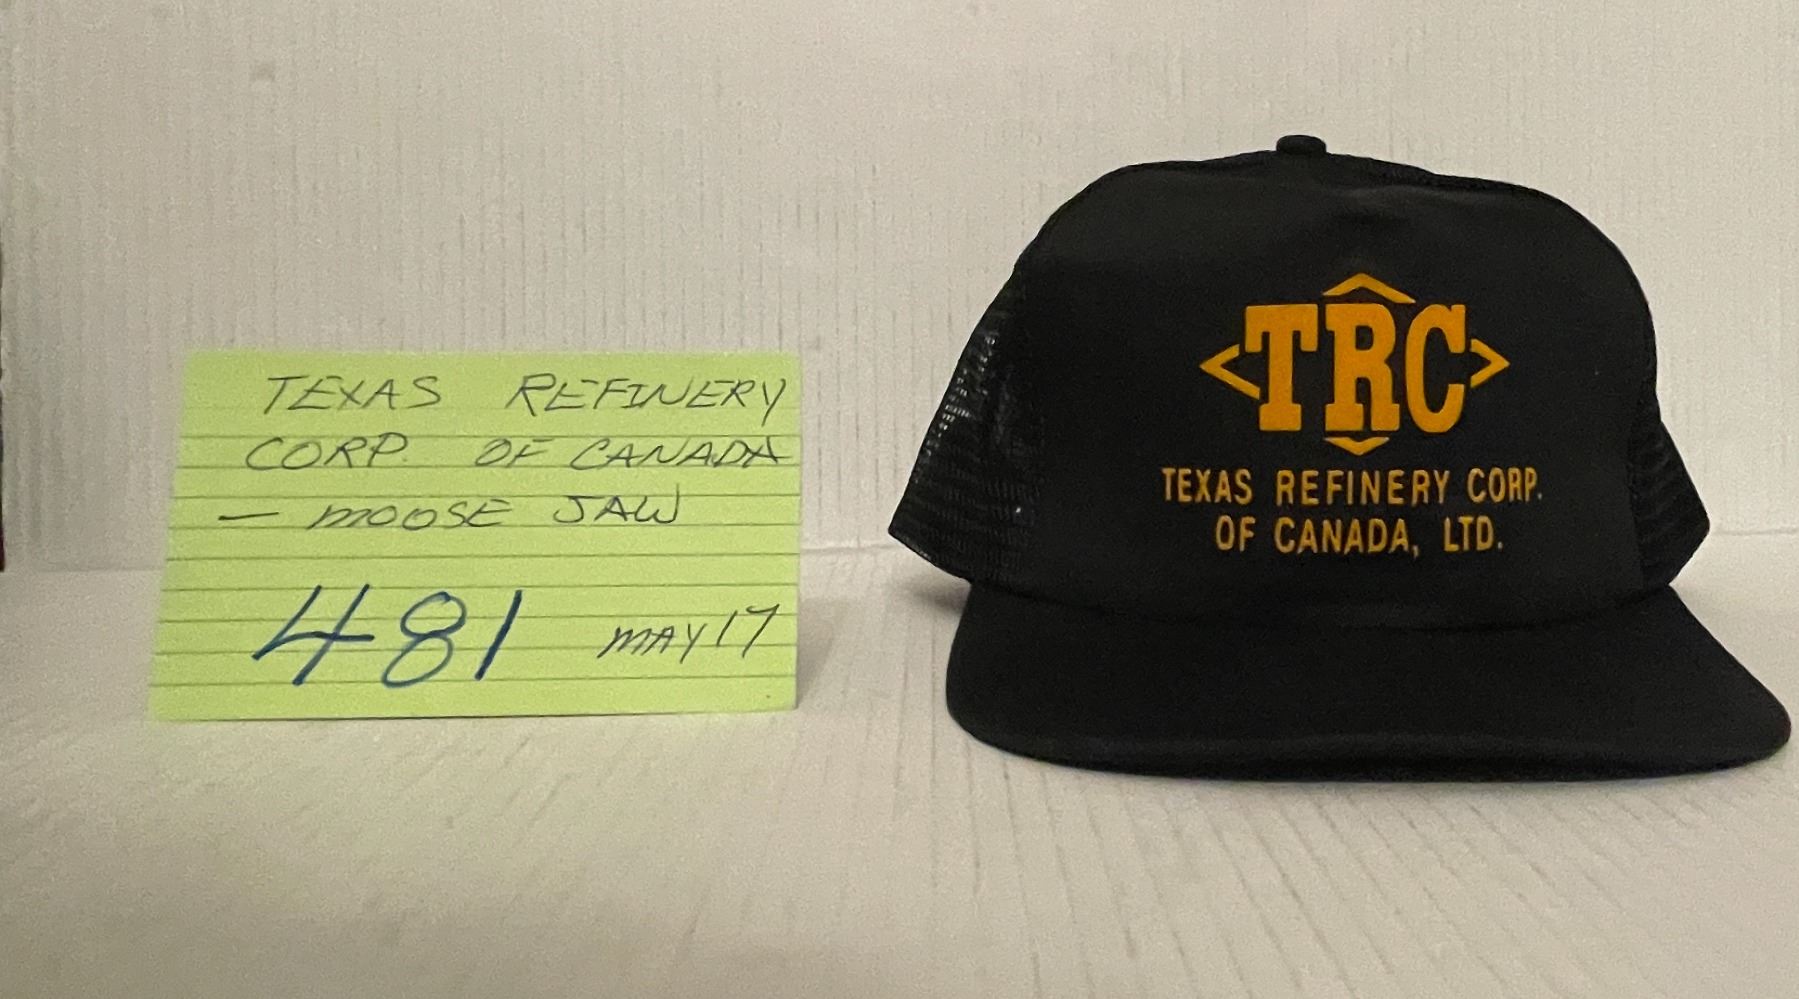 TEXAS REFINERY
CORP. OF CANADA
— MOOSE JAW
481 MAY 17
TRC
TEXAS REFINERY CORP.
OF CANADA, LTD.